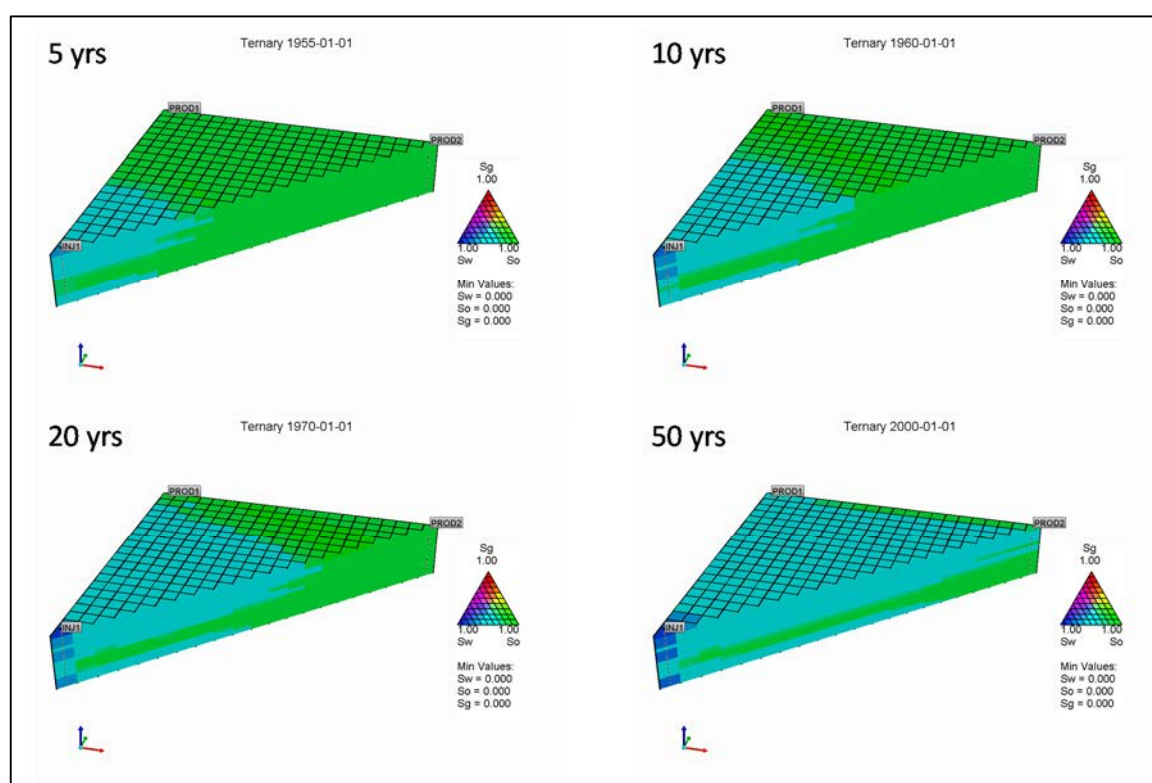 5 yrs
Ternary 1955-01-01
PROD1
PROD2
INJ1
Sg
1.00
1.00 1.00
Sw So
Min Values:
Sw = 0.000
So = 0.000
Sg = 0.000
10 yrs
Ternary 1960-01-01
PROD1
PROD2
INJ1
Sg
1.00
1.00 1.00
Sw So
Min Values:
Sw = 0.000
So = 0.000
Sg = 0.000
20 yrs
Ternary 1970-01-01
PROD1
PROD2
INJ1
Sg
1.00
1.00 1.00
Sw So
Min Values:
Sw = 0.000
So = 0.000
Sg = 0.000
50 yrs
Ternary 2000-01-01
PROD1
PROD2
INJ1
Sg
1.00
1.00 1.00
Sw So
Min Values:
Sw = 0.000
So = 0.000
Sg = 0.000